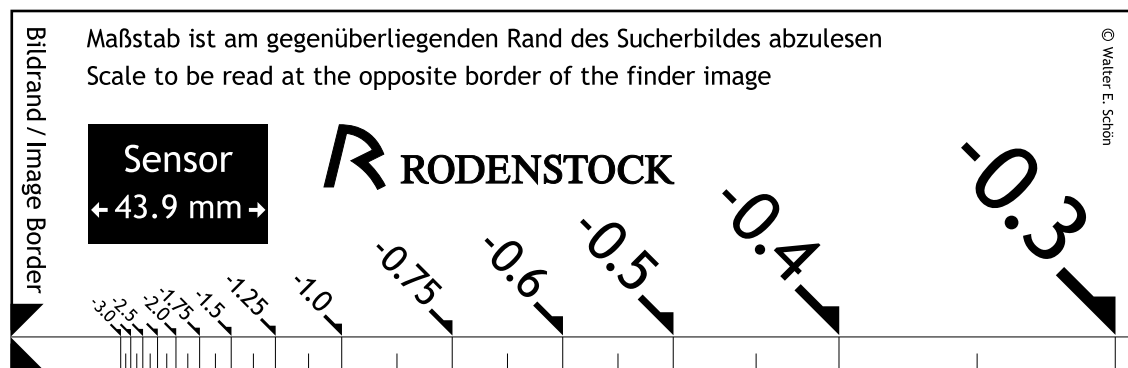 Maßstab ist am gegenüberliegenden Rand des Sucherbildes abzulesen
Scale to be read at the opposite border of the finder image
Bildrand / Image Border
© Walter E. Schön
Sensor
43.9 mm
RODENSTOCK
-3.0
-2.5
-2.0
-1.75
-1.5
-1.25
-1.0
-0.75
-0.6
-0.5
-0.4
-0.3